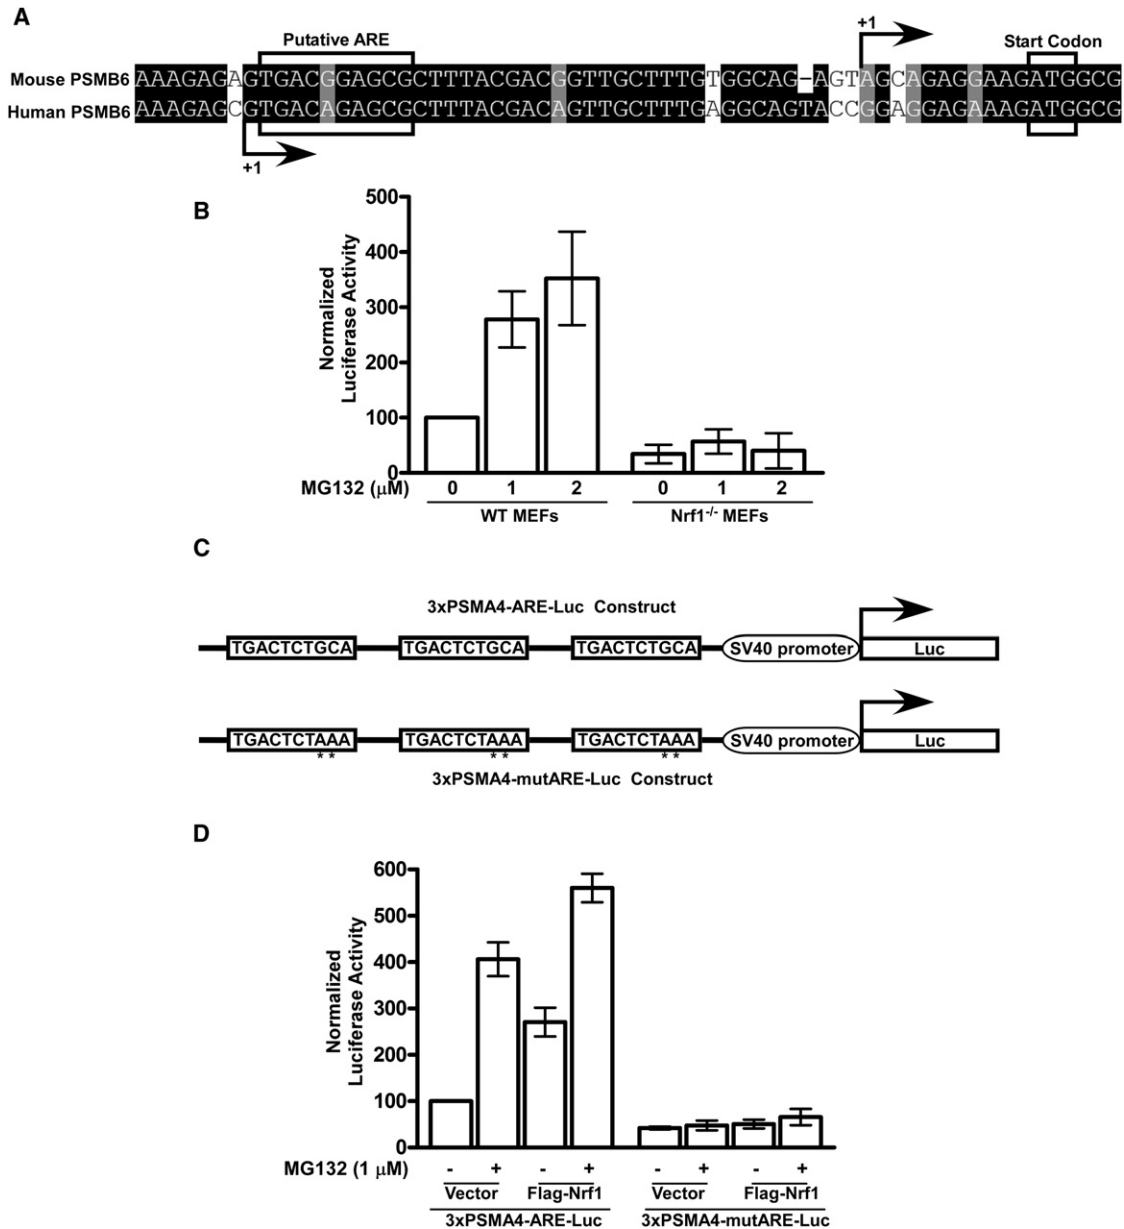 A
+1
Putative ARE
Start Codon
Mouse PSMB6 AAAGAGAGTGACGGAGCGCTTTACGACGGTTGCTTTGTGGCAG-AGTAGCAGAGGAAGATGGCG
Human PSMB6 AAAGAGCGTGACAGAGCGCTTTACGACAGTTGCTTTGAGGCAGTACCGGAGGAGAAAGATGGCG
+1
B
Normalized
Luciferase Activity
500
400
300
200
100
0
MG132 (μM) 0 1 2 0 1 2
WT MEFs Nrf1-/- MEFs
C
3xPSMA4-ARE-Luc Construct
TGACTCTGCA TGACTCTGCA TGACTCTGCA SV40 promoter Luc
TGACTCTAAA TGACTCTAAA TGACTCTAAA SV40 promoter Luc
** ** **
3xPSMA4-mutARE-Luc Construct
D
Normalized
Luciferase Activity
600
500
400
300
200
100
0
MG132 (1 μM) - + - + - + - +
Vector Flag-Nrf1 Vector Flag-Nrf1
3xPSMA4-ARE-Luc 3xPSMA4-mutARE-Luc